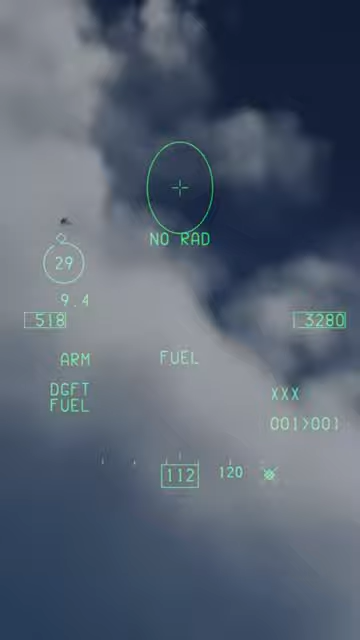 NO RAD
29
9.4
518
3280
ARM
FUEL
DGFT
FUEL
XXX
001>001
112
120